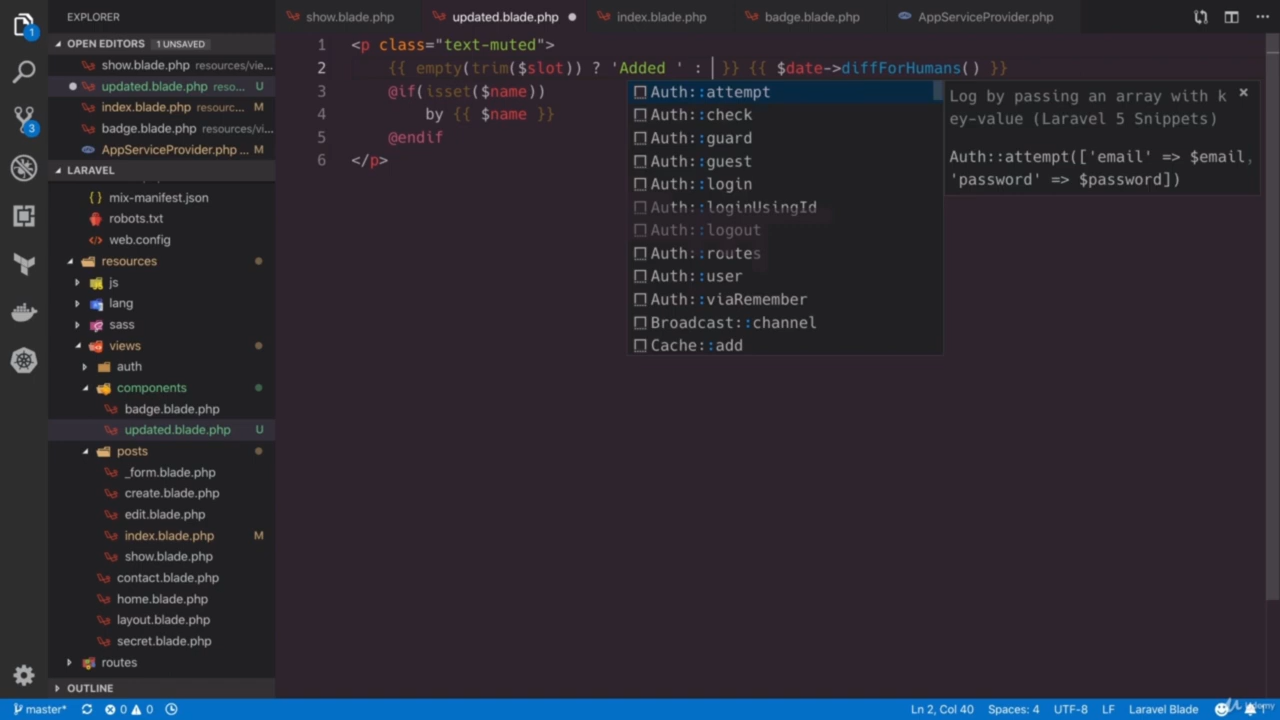 EXPLORER
show.blade.php
updated.blade.php
index.blade.php
badge.blade.php
AppServiceProvider.php
OPEN EDITORS 1 UNSAVED
show.blade.php resources/vie...
updated.blade.php reso... U
index.blade.php resourc... M
badge.blade.php resources/vi...
AppServiceProvider.php ... M
LARAVEL
mix-manifest.json
robots.txt
web.config
resources
js
lang
sass
views
auth
components
badge.blade.php
updated.blade.php U
posts
_form.blade.php
create.blade.php
edit.blade.php
index.blade.php M
show.blade.php
contact.blade.php
home.blade.php
layout.blade.php
secret.blade.php
routes
OUTLINE
1 <p class="text-muted">
2 {{ empty(trim($slot)) ? 'Added ' : }} {{ $date->diffForHumans() }}
3 @if(isset($name))
4 by {{ $name }}
5 @endif
6 </p>
Auth::attempt
Auth::check
Auth::guard
Auth::guest
Auth::login
Auth::loginUsingId
Auth::logout
Auth::routes
Auth::user
Auth::viaRemember
Broadcast::channel
Cache::add
Log by passing an array with k
ey-value (Laravel 5 Snippets)
Auth::attempt(['email' => $email,
'password' => $password])
1
3
master* 0 0
Ln 2, Col 40 Spaces: 4 UTF-8 LF Laravel Blade
Udemy